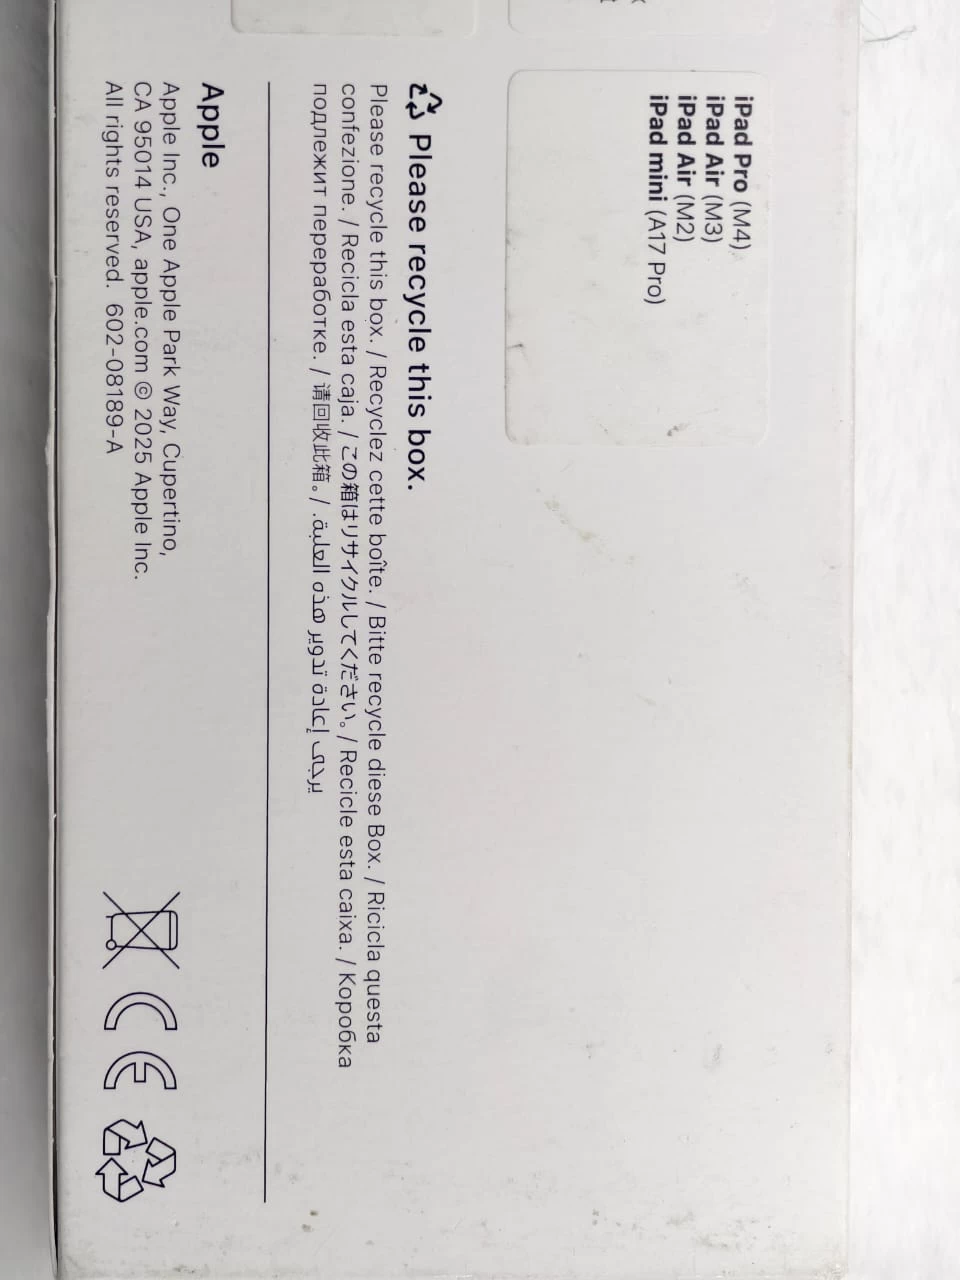 iPad Pro (M4)
iPad Air (M3)
iPad Air (M2)
iPad mini (A17 Pro)
Please recycle this box.
Please recycle this box. / Recyclez cette boîte. / Bitte recycle diese Box. / Ricicla questa
confezione. / Recicla esta caja. / この箱はリサイクルしてください。/ Recicle esta caixa. / Коробка
подлежит переработке. / 请回收此箱。/ يرجى إعادة تدوير هذه العلبة.
Apple
Apple Inc., One Apple Park Way, Cupertino,
CA 95014 USA, apple.com © 2025 Apple Inc.
All rights reserved. 602-08189-A
CE